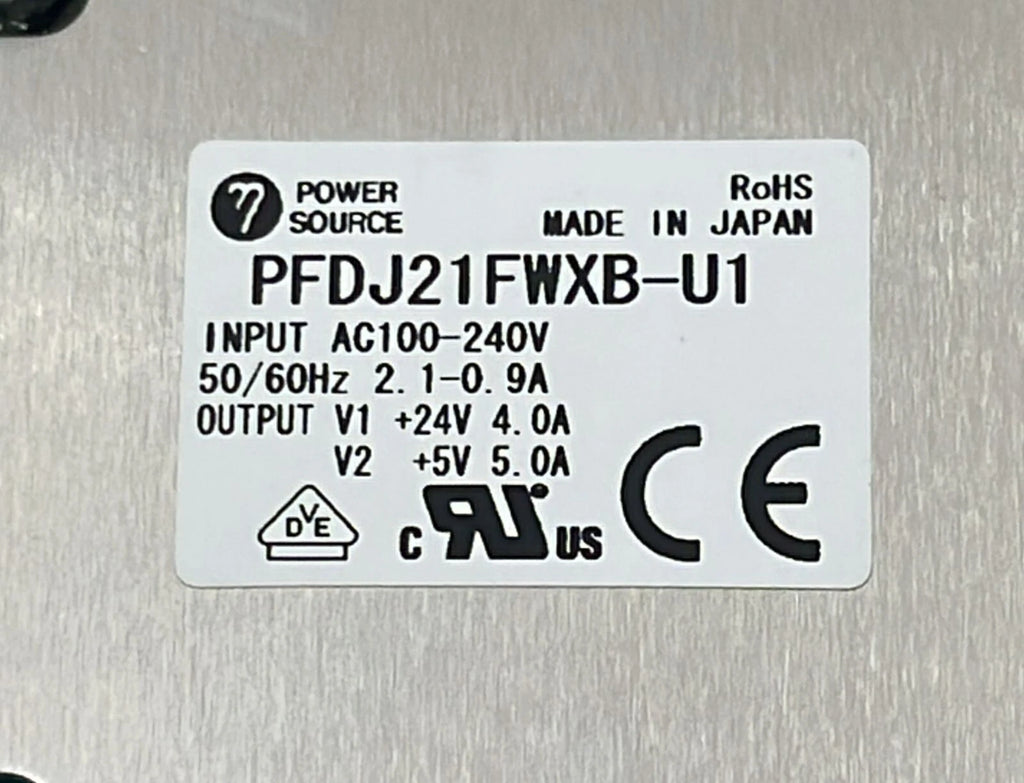 η POWER
SOURCE
RoHS
MADE IN JAPAN
PFDJ21FWXB-U1
INPUT AC100-240V
50/60Hz 2.1-0.9A
OUTPUT V1 +24V 4.0A
V2 +5V 5.0A
DVE
c RU US
CE